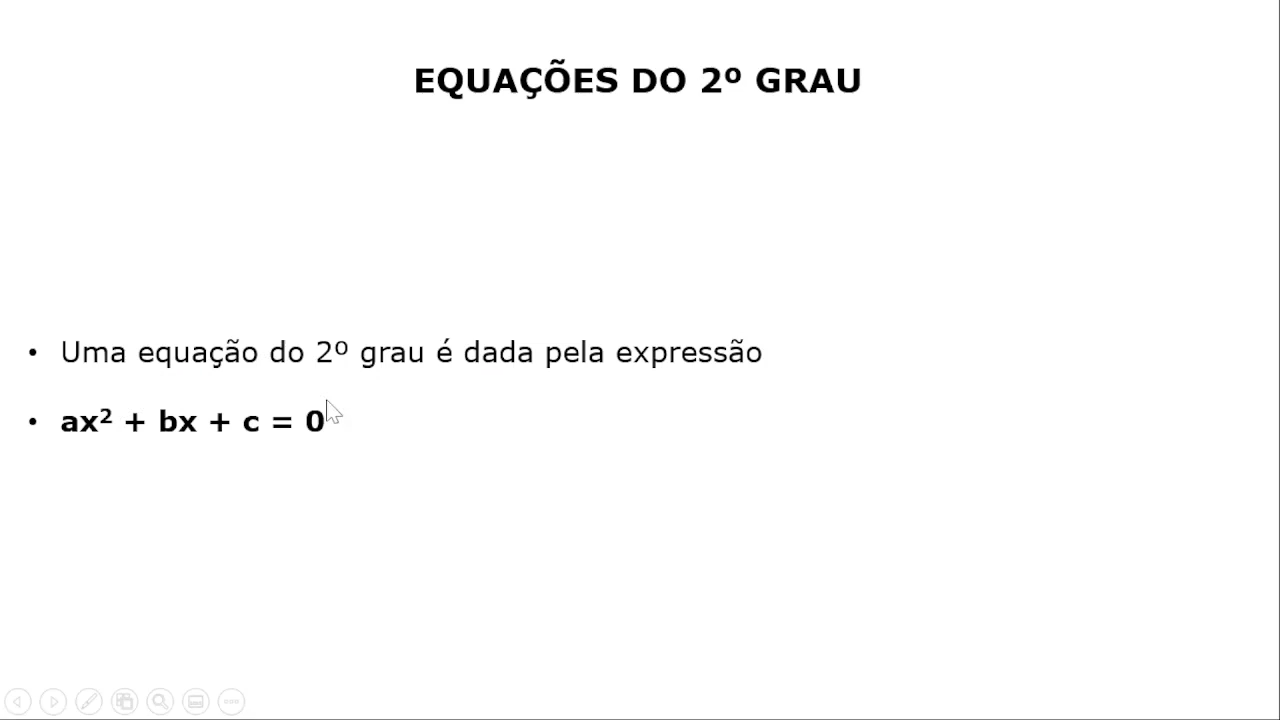 EQUAÇÕES DO 2º GRAU
• Uma equação do 2º grau é dada pela expressão
• ax² + bx + c = 0